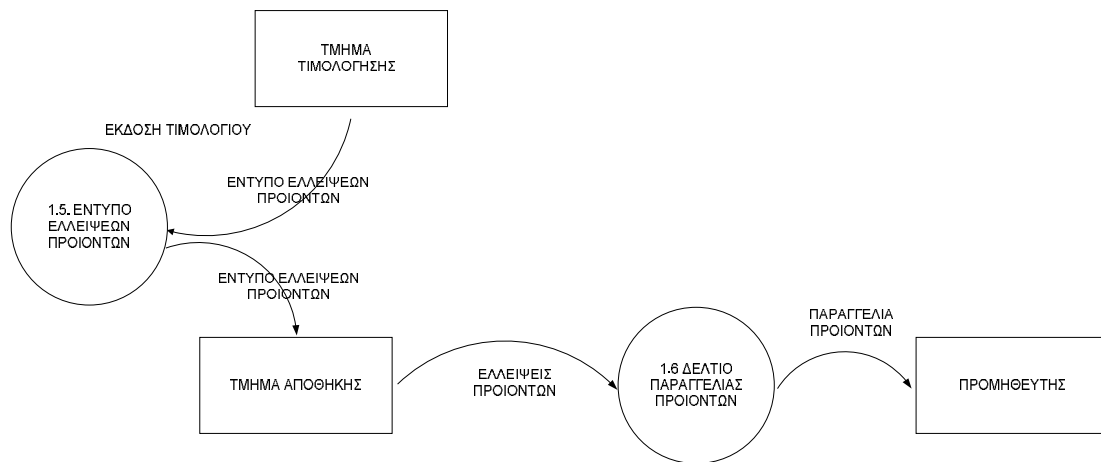 ΤΜΗΜΑ
ΤΙΜΟΛΟΓΗΣΗΣ
ΕΚΔΟΣΗ ΤΙΜΟΛΟΓΙΟΥ
ΕΝΤΥΠΟ ΕΛΛΕΙΨΕΩΝ
ΠΡΟΙΟΝΤΩΝ
1.5. ΕΝΤΥΠΟ
ΕΛΛΕΙΨΕΩΝ
ΠΡΟΙΟΝΤΩΝ
ΕΝΤΥΠΟ ΕΛΛΕΙΨΕΩΝ
ΠΡΟΙΟΝΤΩΝ
ΤΜΗΜΑ ΑΠΟΘΗΚΗΣ
ΕΛΛΕΙΨΕΙΣ
ΠΡΟΙΟΝΤΩΝ
1.6 ΔΕΛΤΙΟ
ΠΑΡΑΓΓΕΛΙΑΣ
ΠΡΟΙΟΝΤΩΝ
ΠΑΡΑΓΓΕΛΙΑ
ΠΡΟΙΟΝΤΩΝ
ΠΡΟΜΗΘΕΥΤΗΣ